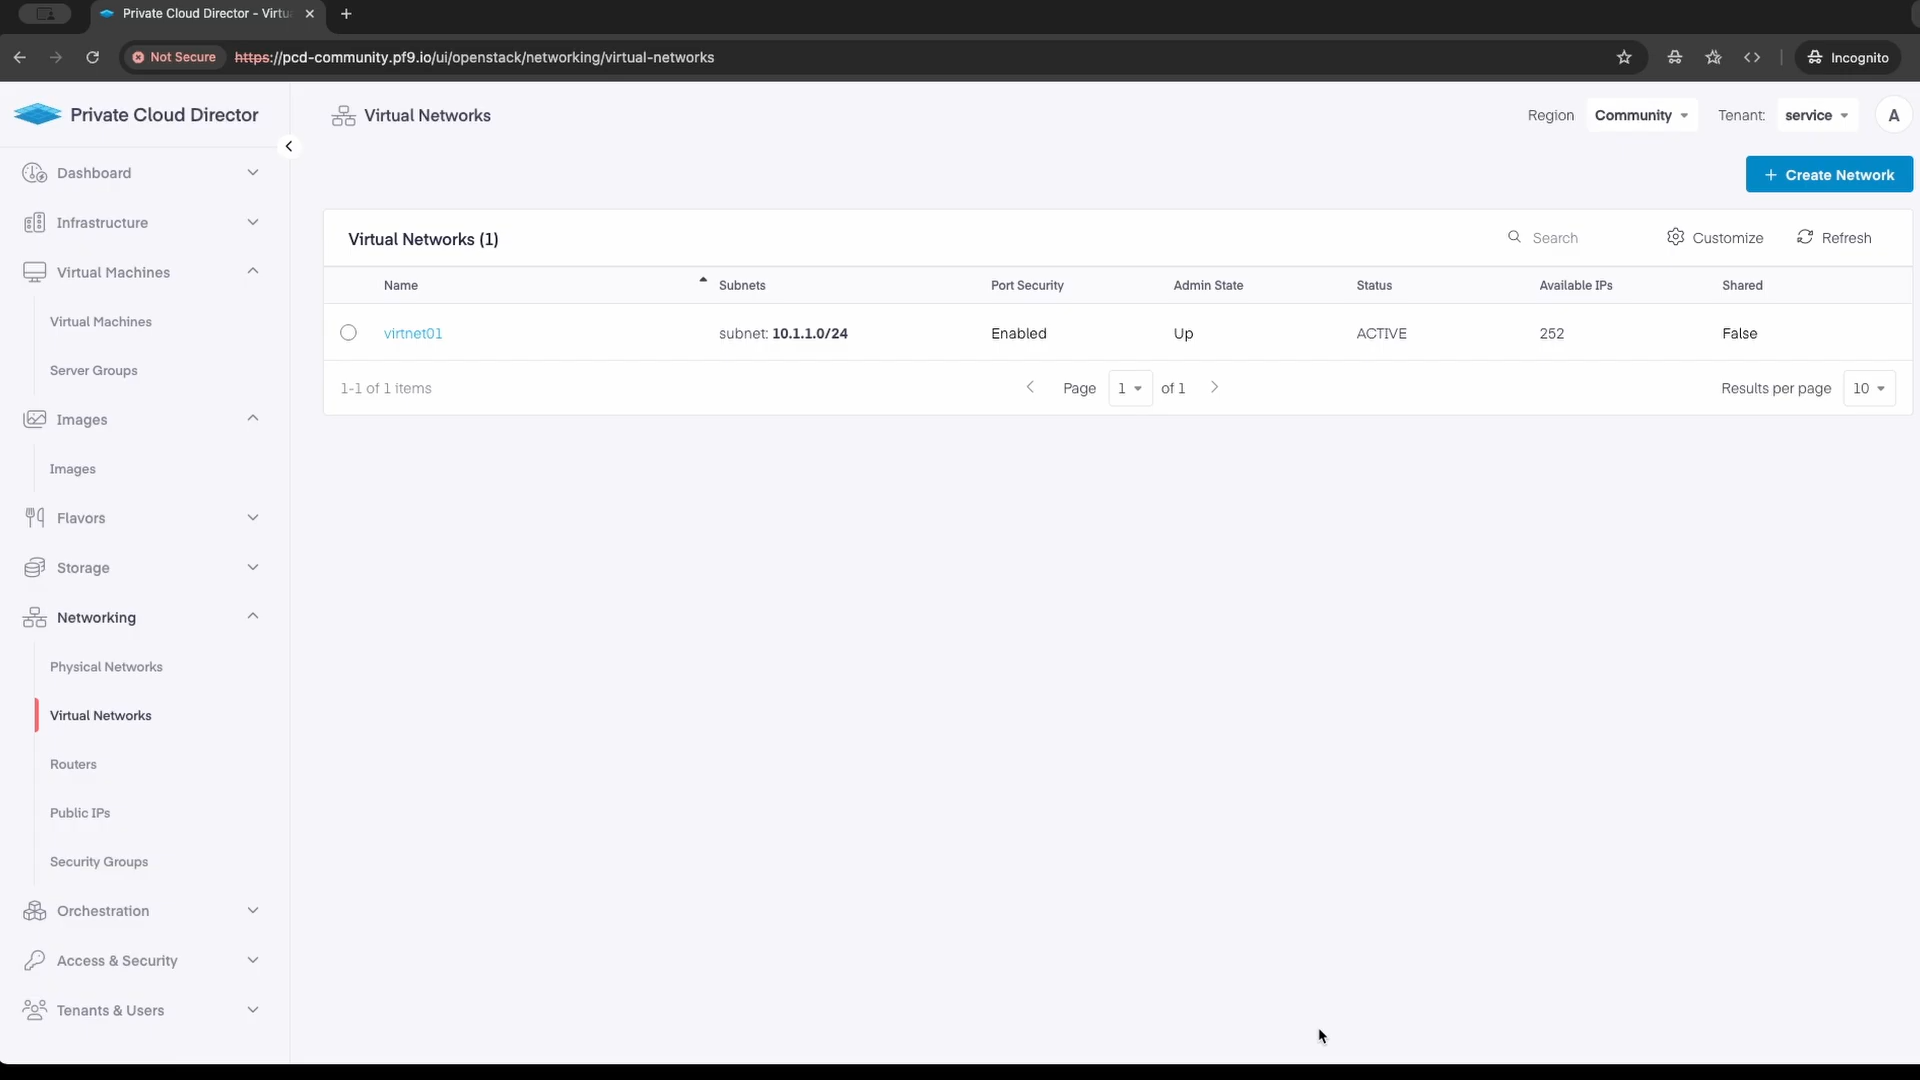 Private Cloud Director - Virtu
Not Secure
https://pcd-community.pf9.io/ui/openstack/networking/virtual-networks
Incognito
Private Cloud Director
Virtual Networks
Region
Community
Tenant:
service
A
Dashboard
Infrastructure
Virtual Machines
Virtual Machines
Server Groups
Images
Images
Flavors
Storage
Networking
Physical Networks
Virtual Networks
Routers
Public IPs
Security Groups
Orchestration
Access & Security
Tenants & Users
+ Create Network
Virtual Networks (1)
Search
Customize
Refresh
Name Subnets Port Security Admin State Status Available IPs Shared
virtnet01 subnet: 10.1.1.0/24 Enabled Up ACTIVE 252 False
1-1 of 1 items
Page 1 of 1
Results per page 10